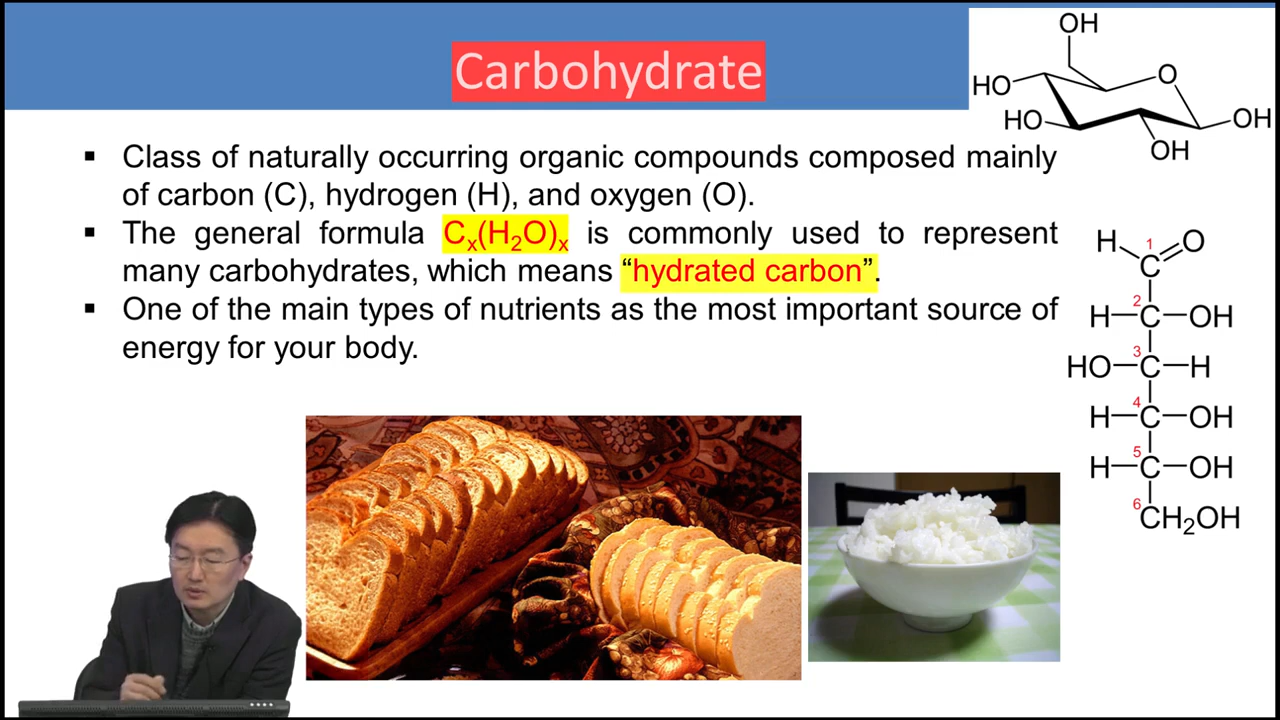 Carbohydrate
▪ Class of naturally occurring organic compounds composed mainly
of carbon (C), hydrogen (H), and oxygen (O).
▪ The general formula Cₓ(H₂O)ₓ is commonly used to represent
many carbohydrates, which means “hydrated carbon”.
▪ One of the main types of nutrients as the most important source of
energy for your body.
OH
O
HO
HO
OH
OH
H 1 O
C
2
H—C—OH
3
HO—C—H
4
H—C—OH
5
H—C—OH
6
CH₂OH